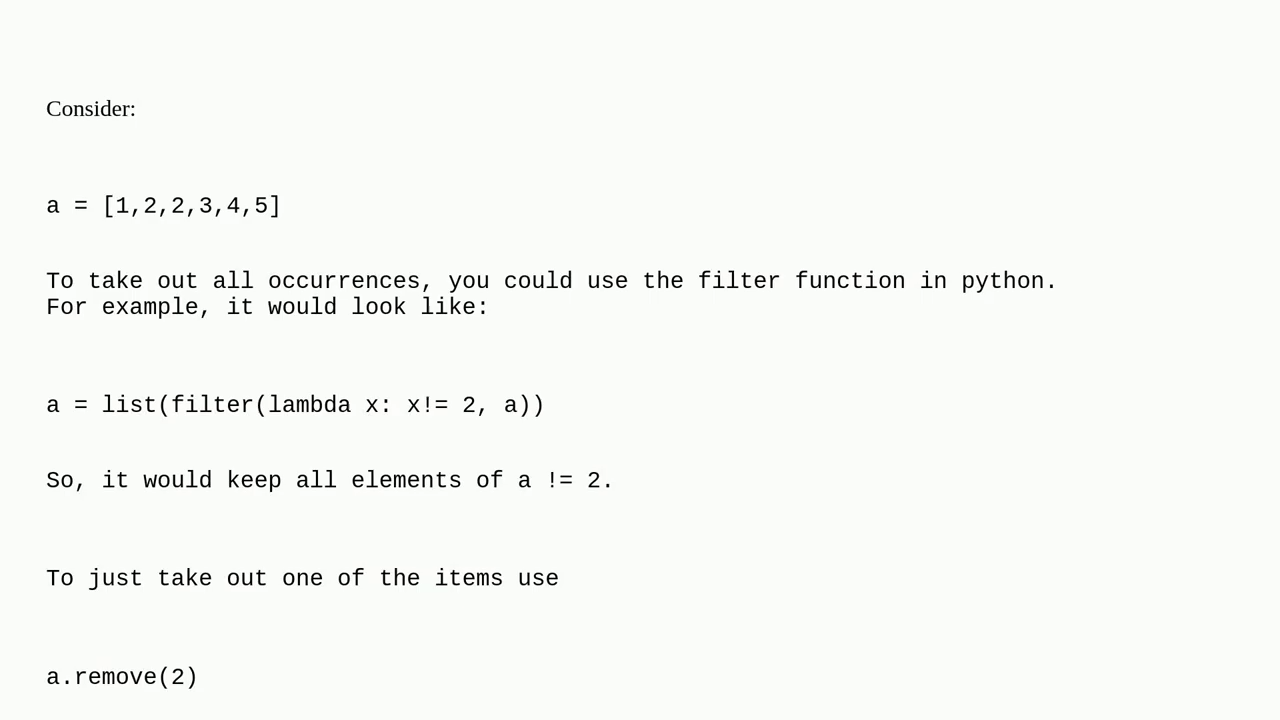 Consider:
a = [1,2,2,3,4,5]
To take out all occurrences, you could use the filter function in python.
For example, it would look like:
a = list(filter(lambda x: x!= 2, a))
So, it would keep all elements of a != 2.
To just take out one of the items use
a.remove(2)